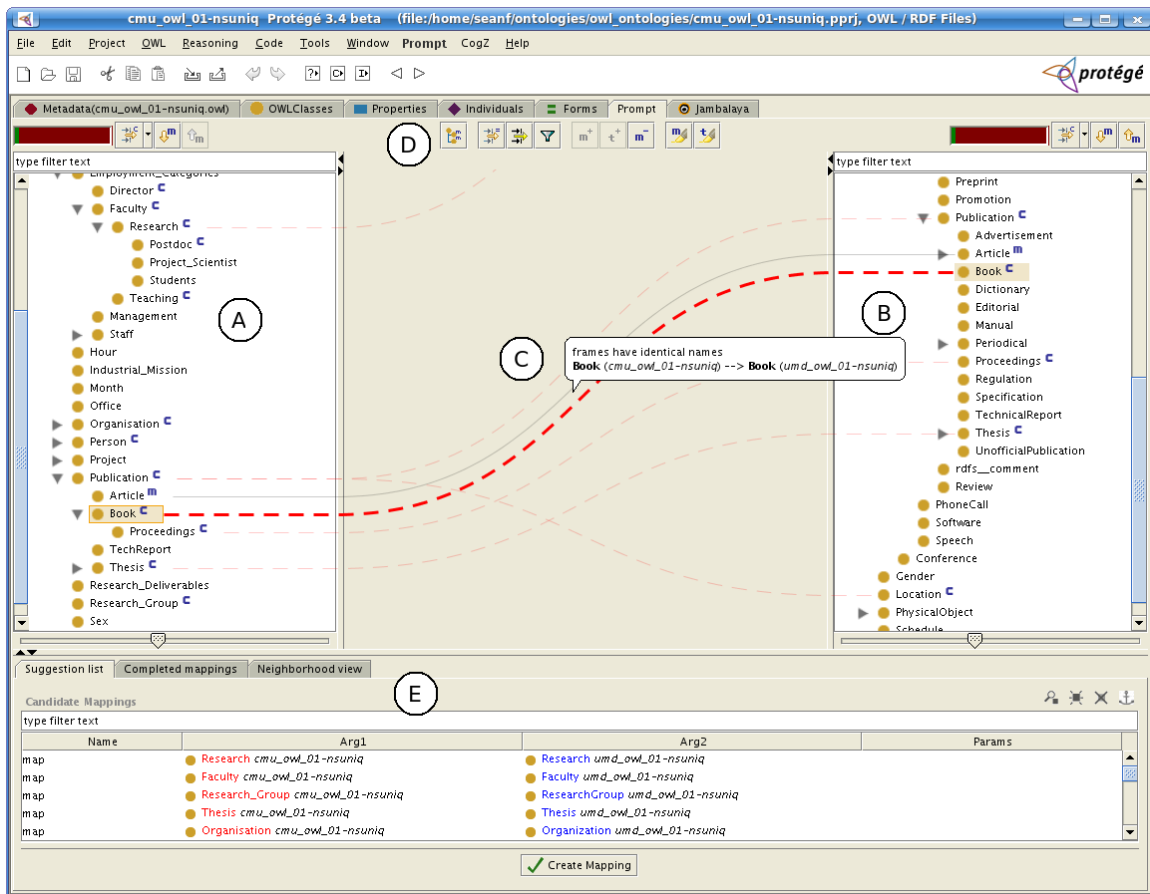 cmu_owl_01-nsuniq Protégé 3.4 beta (file:/home/seanf/ontologies/owl_ontologies/cmu_owl_01-nsuniq.pprj, OWL / RDF Files)
File Edit Project OWL Reasoning Code Tools Window Prompt CogZ Help
protégé
Metadata(cmu_owl_01-nsuniq.owl) OWLClasses Properties Individuals Forms Prompt Jambalaya
D
type filter text
Employment_Categories
Director C
Faculty C
Research C
Postdoc C
Project_Scientist
Students
Teaching C
Management
Staff
Hour
Industrial_Mission
Month
Office
Organisation C
Person C
Project
Publication C
Article m
Book C
Proceedings C
TechReport
Thesis C
Research_Deliverables
Research_Group C
Sex
A
C
frames have identical names
Book (cmu_owl_01-nsuniq) --> Book (umd_owl_01-nsuniq)
type filter text
Preprint
Promotion
Publication C
Advertisement
Article m
Book C
Dictionary
Editorial
Manual
Periodical
Proceedings C
Regulation
Specification
TechnicalReport
Thesis C
UnofficialPublication
rdfs__comment
Review
PhoneCall
Software
Speech
Conference
Gender
Location C
PhysicalObject
Schedule
B
Suggestion list Completed mappings Neighborhood view
E
Candidate Mappings
type filter text
Name Arg1 Arg2 Params
map Research cmu_owl_01-nsuniq Research umd_owl_01-nsuniq
map Faculty cmu_owl_01-nsuniq Faculty umd_owl_01-nsuniq
map Research_Group cmu_owl_01-nsuniq ResearchGroup umd_owl_01-nsuniq
map Thesis cmu_owl_01-nsuniq Thesis umd_owl_01-nsuniq
map Organisation cmu_owl_01-nsuniq Organization umd_owl_01-nsuniq
Create Mapping